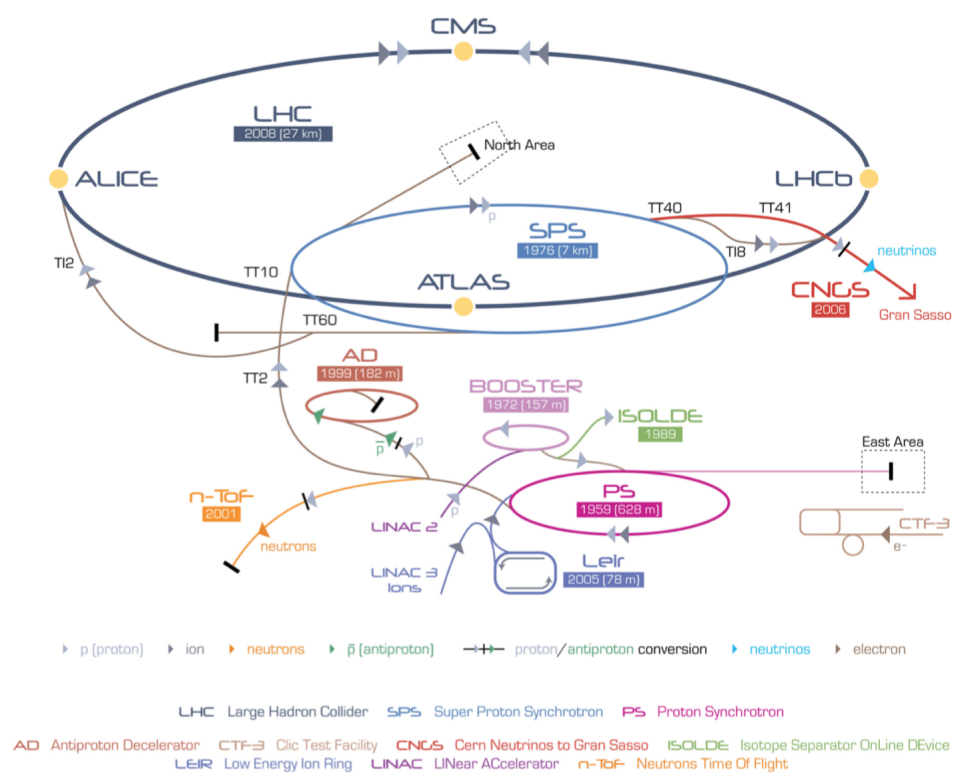 CMS
LHC
2008 (27 km)
North Area
ALICE
LHCb
TT40
TT41
p
SPS
1976 (7 km)
TI8
neutrinos
TI2
TT10
ATLAS
CNGS
2006
Gran Sasso
TT60
AD
1999 (182 m)
TT2
BOOSTER
1972 (157 m)
ISOLDE
1989
p̅
p
East Area
n-ToF
2001
PS
1959 (628 m)
p
LINAC 2
neutrons
CTF-3
e-
LINAC 3
Ions
Leir
2005 (78 m)
p (proton) ion neutrons p̅ (antiproton) proton/antiproton conversion neutrinos electron
LHC Large Hadron Collider SPS Super Proton Synchrotron PS Proton Synchrotron
AD Antiproton Decelerator CTF-3 Clic Test Facility CNGS Cern Neutrinos to Gran Sasso ISOLDE Isotope Separator OnLine DEvice
LEIR Low Energy Ion Ring LINAC LINear ACcelerator n-ToF Neutrons Time Of Flight